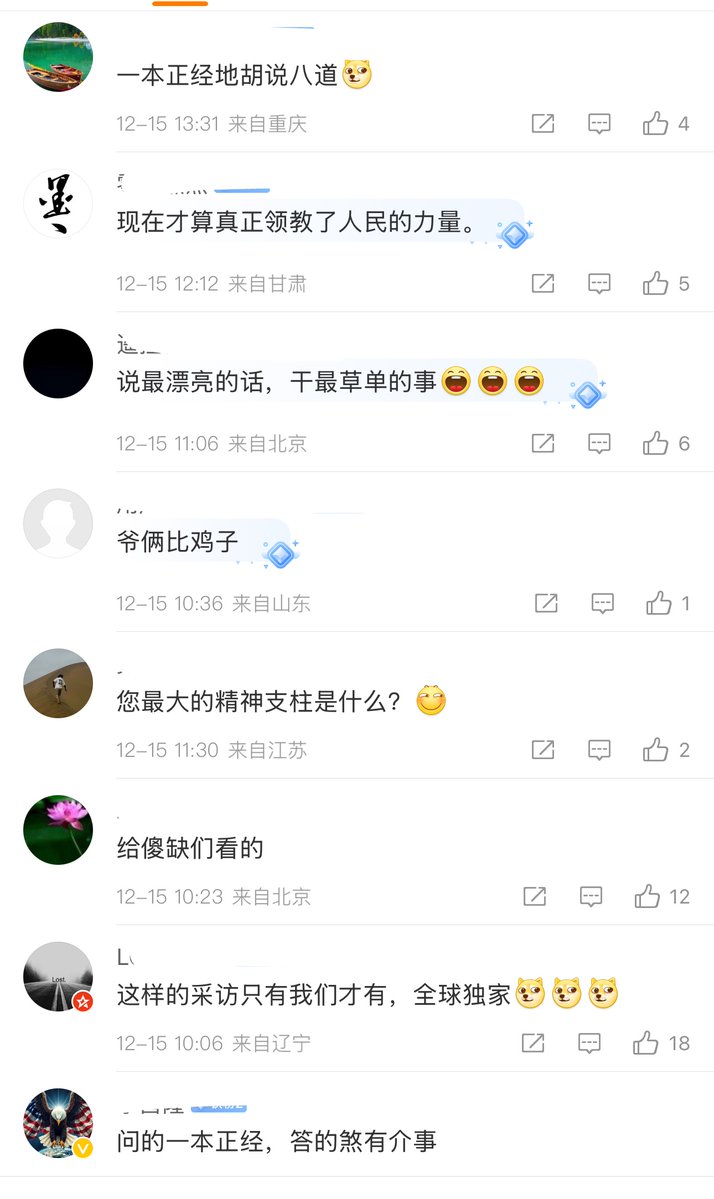 一本正经地胡说八道
12-15 13:31 来自重庆
4
墨
现在才算真正领教了人民的力量。
12-15 12:12 来自甘肃
5
说最漂亮的话，干最草单的事
12-15 11:06 来自北京
6
爷俩比鸡子
12-15 10:36 来自山东
1
您最大的精神支柱是什么？
12-15 11:30 来自江苏
2
给傻缺们看的
12-15 10:23 来自北京
12
Lost.
这样的采访只有我们才有，全球独家
12-15 10:06 来自辽宁
18
问的一本正经，答的煞有介事